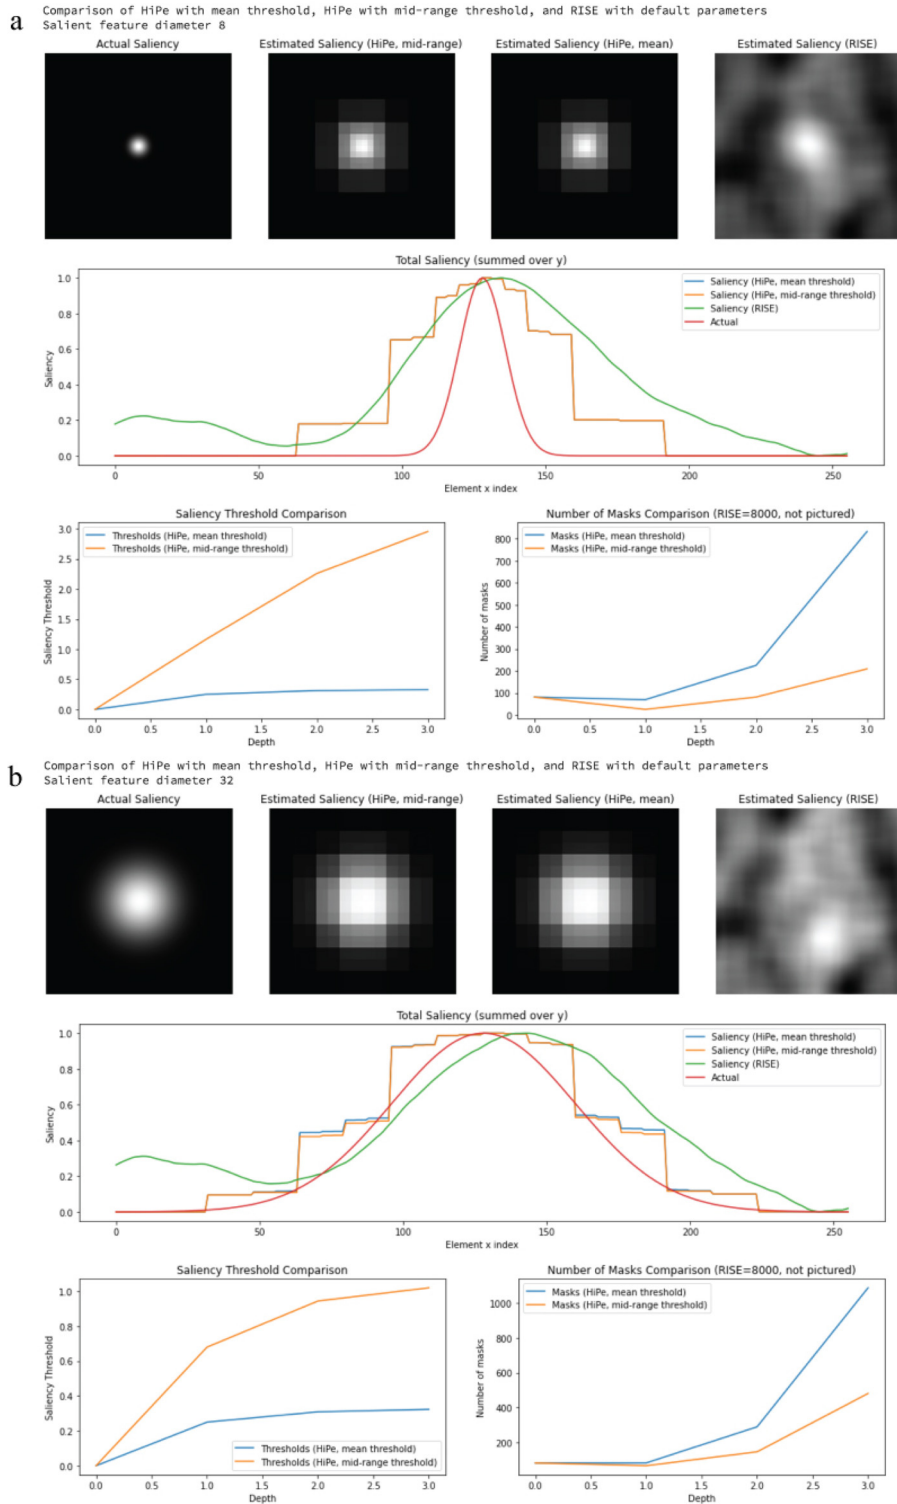 a
Comparison of HiPe with mean threshold, HiPe with mid-range threshold, and RISE with default parameters
Salient feature diameter 8
Actual Saliency
Estimated Saliency (HiPe, mid-range)
Estimated Saliency (HiPe, mean)
Estimated Saliency (RISE)
Total Saliency (summed over y)
1.0
0.8
0.6
0.4
0.2
0.0
Saliency
Saliency (HiPe, mean threshold)
Saliency (HiPe, mid-range threshold)
Saliency (RISE)
Actual
0 50 100 150 200 250
Element x index
Saliency Threshold Comparison
3.0
2.5
2.0
1.5
1.0
0.5
0.0
Saliency Threshold
Thresholds (HiPe, mean threshold)
Thresholds (HiPe, mid-range threshold)
0.0 0.5 1.0 1.5 2.0 2.5 3.0
Depth
Number of Masks Comparison (RISE=8000, not pictured)
800
700
600
500
400
300
200
100
0
Number of masks
Masks (HiPe, mean threshold)
Masks (HiPe, mid-range threshold)
0.0 0.5 1.0 1.5 2.0 2.5 3.0
Depth
b
Comparison of HiPe with mean threshold, HiPe with mid-range threshold, and RISE with default parameters
Salient feature diameter 32
Actual Saliency
Estimated Saliency (HiPe, mid-range)
Estimated Saliency (HiPe, mean)
Estimated Saliency (RISE)
Total Saliency (summed over y)
1.0
0.8
0.6
0.4
0.2
0.0
Saliency
Saliency (HiPe, mean threshold)
Saliency (HiPe, mid-range threshold)
Saliency (RISE)
Actual
0 50 100 150 200 250
Element x index
Saliency Threshold Comparison
1.0
0.8
0.6
0.4
0.2
0.0
Saliency Threshold
Thresholds (HiPe, mean threshold)
Thresholds (HiPe, mid-range threshold)
0.0 0.5 1.0 1.5 2.0 2.5 3.0
Depth
Number of Masks Comparison (RISE=8000, not pictured)
1000
800
600
400
200
Number of masks
Masks (HiPe, mean threshold)
Masks (HiPe, mid-range threshold)
0.0 0.5 1.0 1.5 2.0 2.5 3.0
Depth